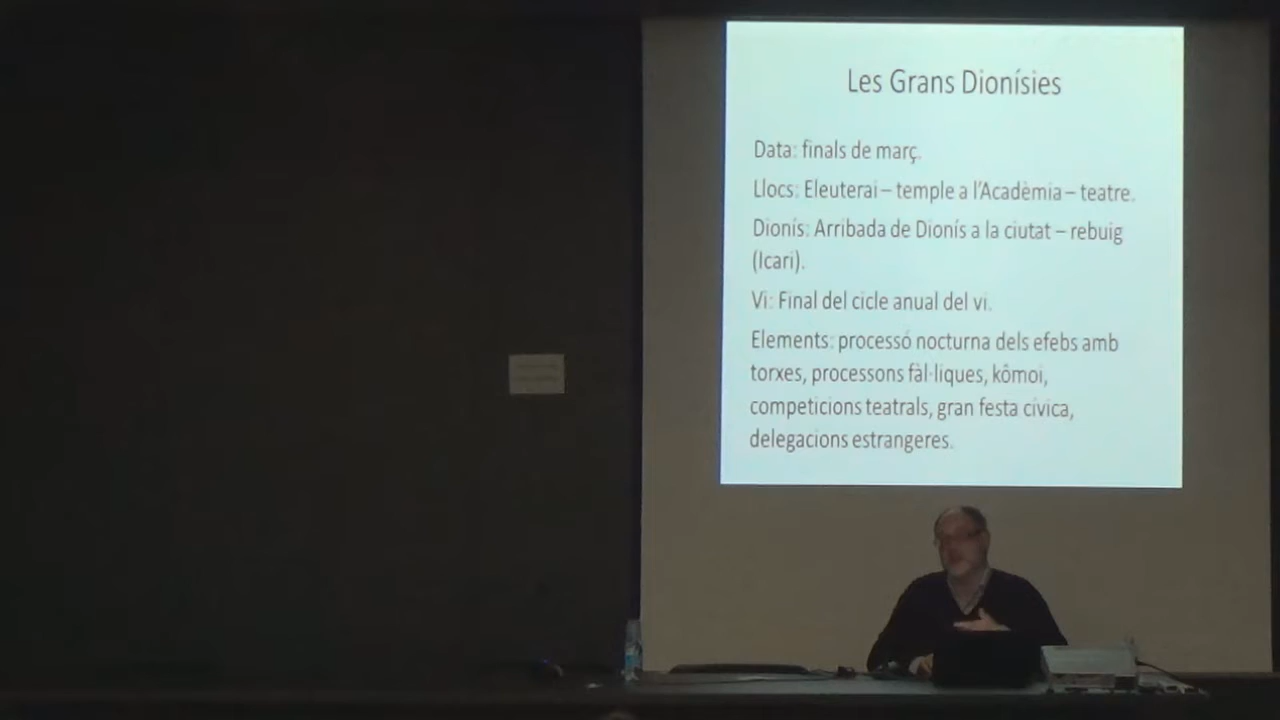 Les Grans Dionísies
Data: finals de març.
Llocs: Eleuterai – temple a l'Acadèmia – teatre.
Dionís: Arribada de Dionís a la ciutat – rebuig
(Icari).
Vi: Final del cicle anual del vi.
Elements: processó nocturna dels efebs amb
torxes, processons fàl·liques, kômoi,
competicions teatrals, gran festa cívica,
delegacions estrangeres.